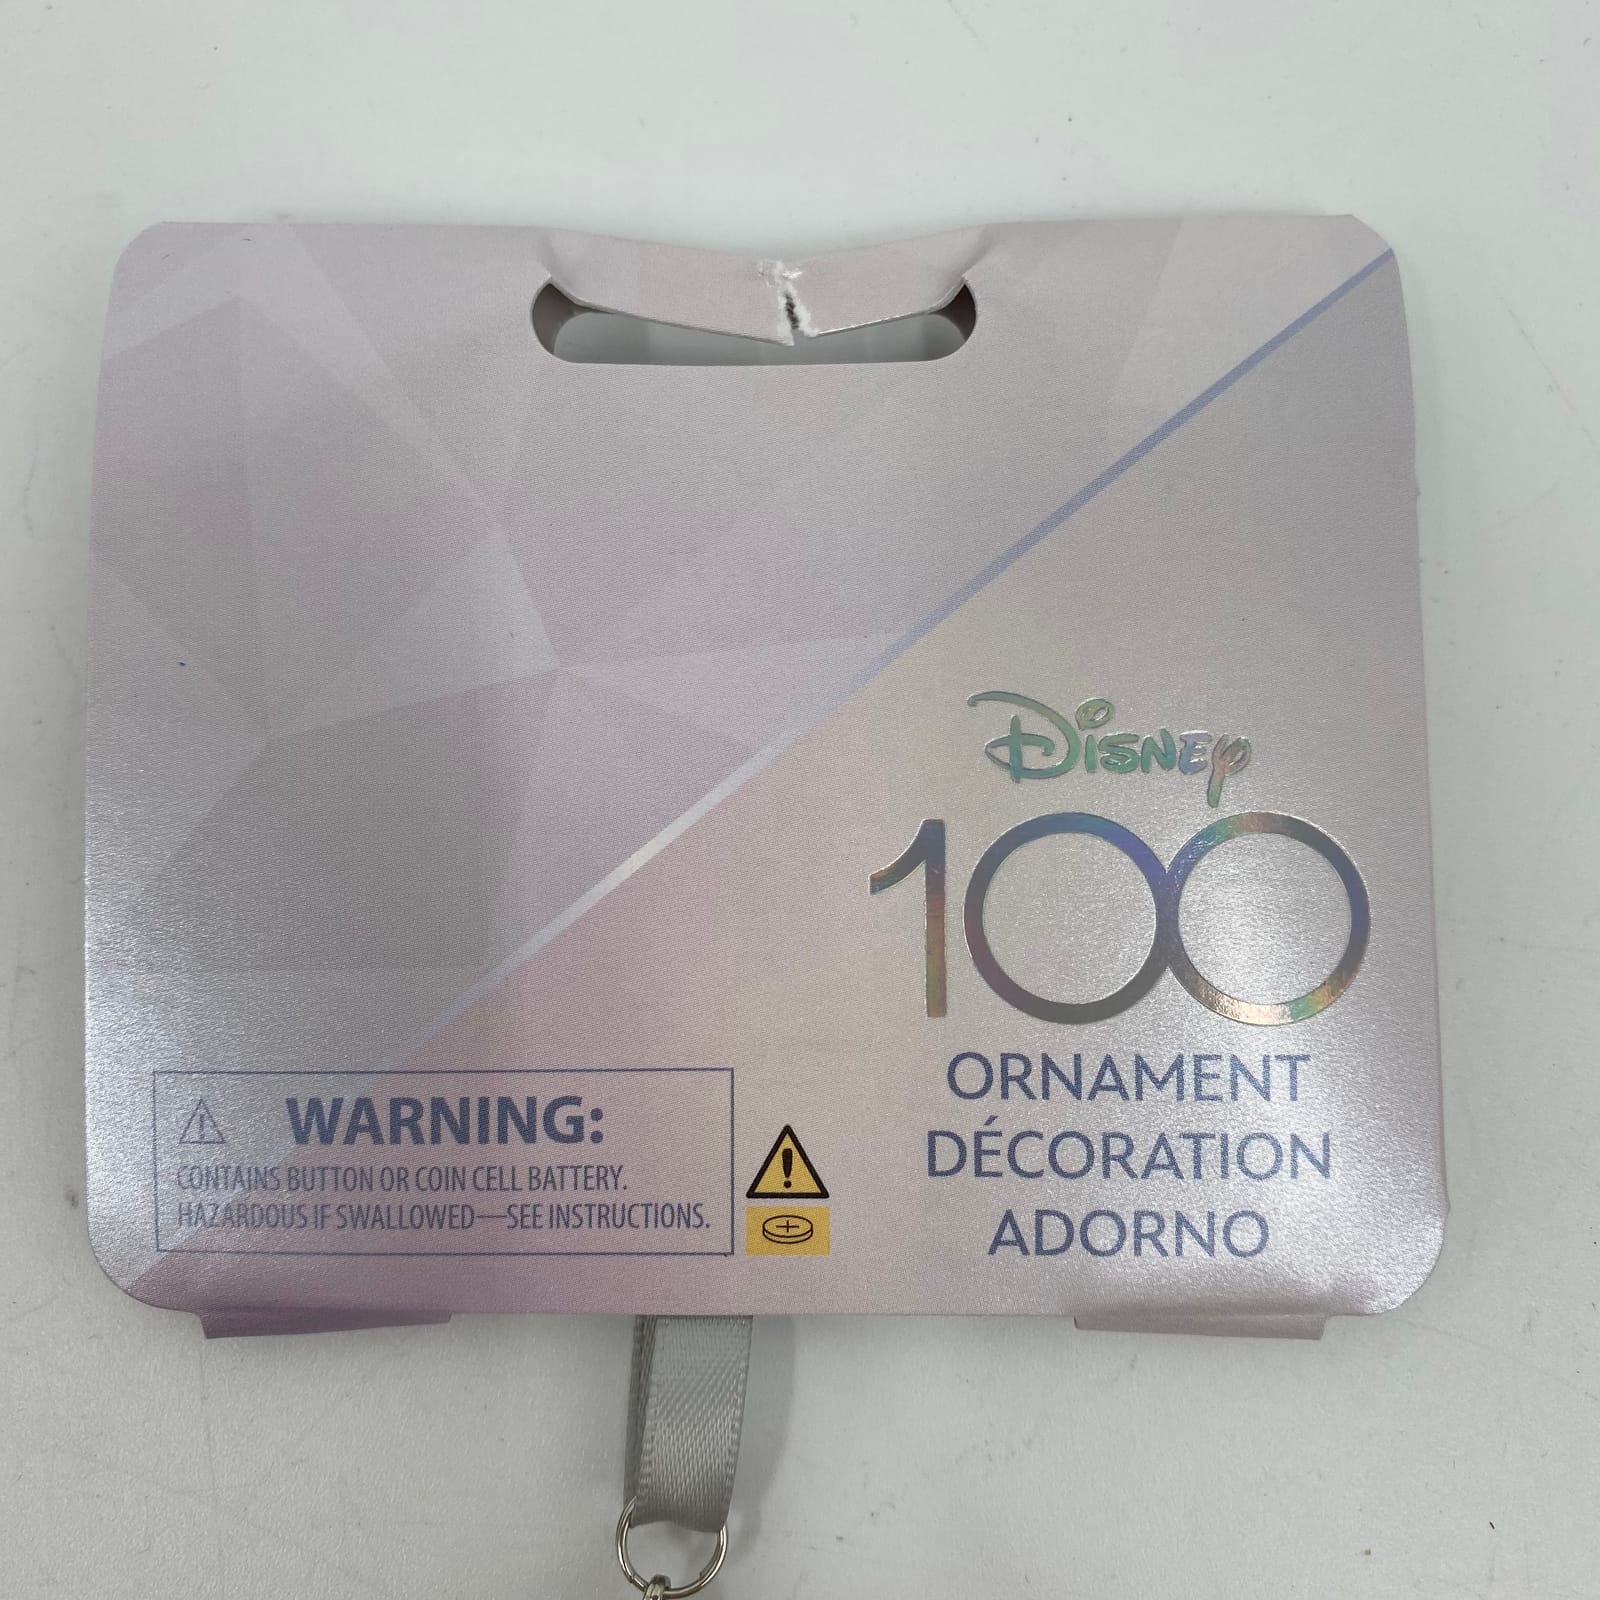 Disney
100
ORNAMENT
DÉCORATION
ADORNO
WARNING:
CONTAINS BUTTON OR COIN CELL BATTERY.
HAZARDOUS IF SWALLOWED—SEE INSTRUCTIONS.